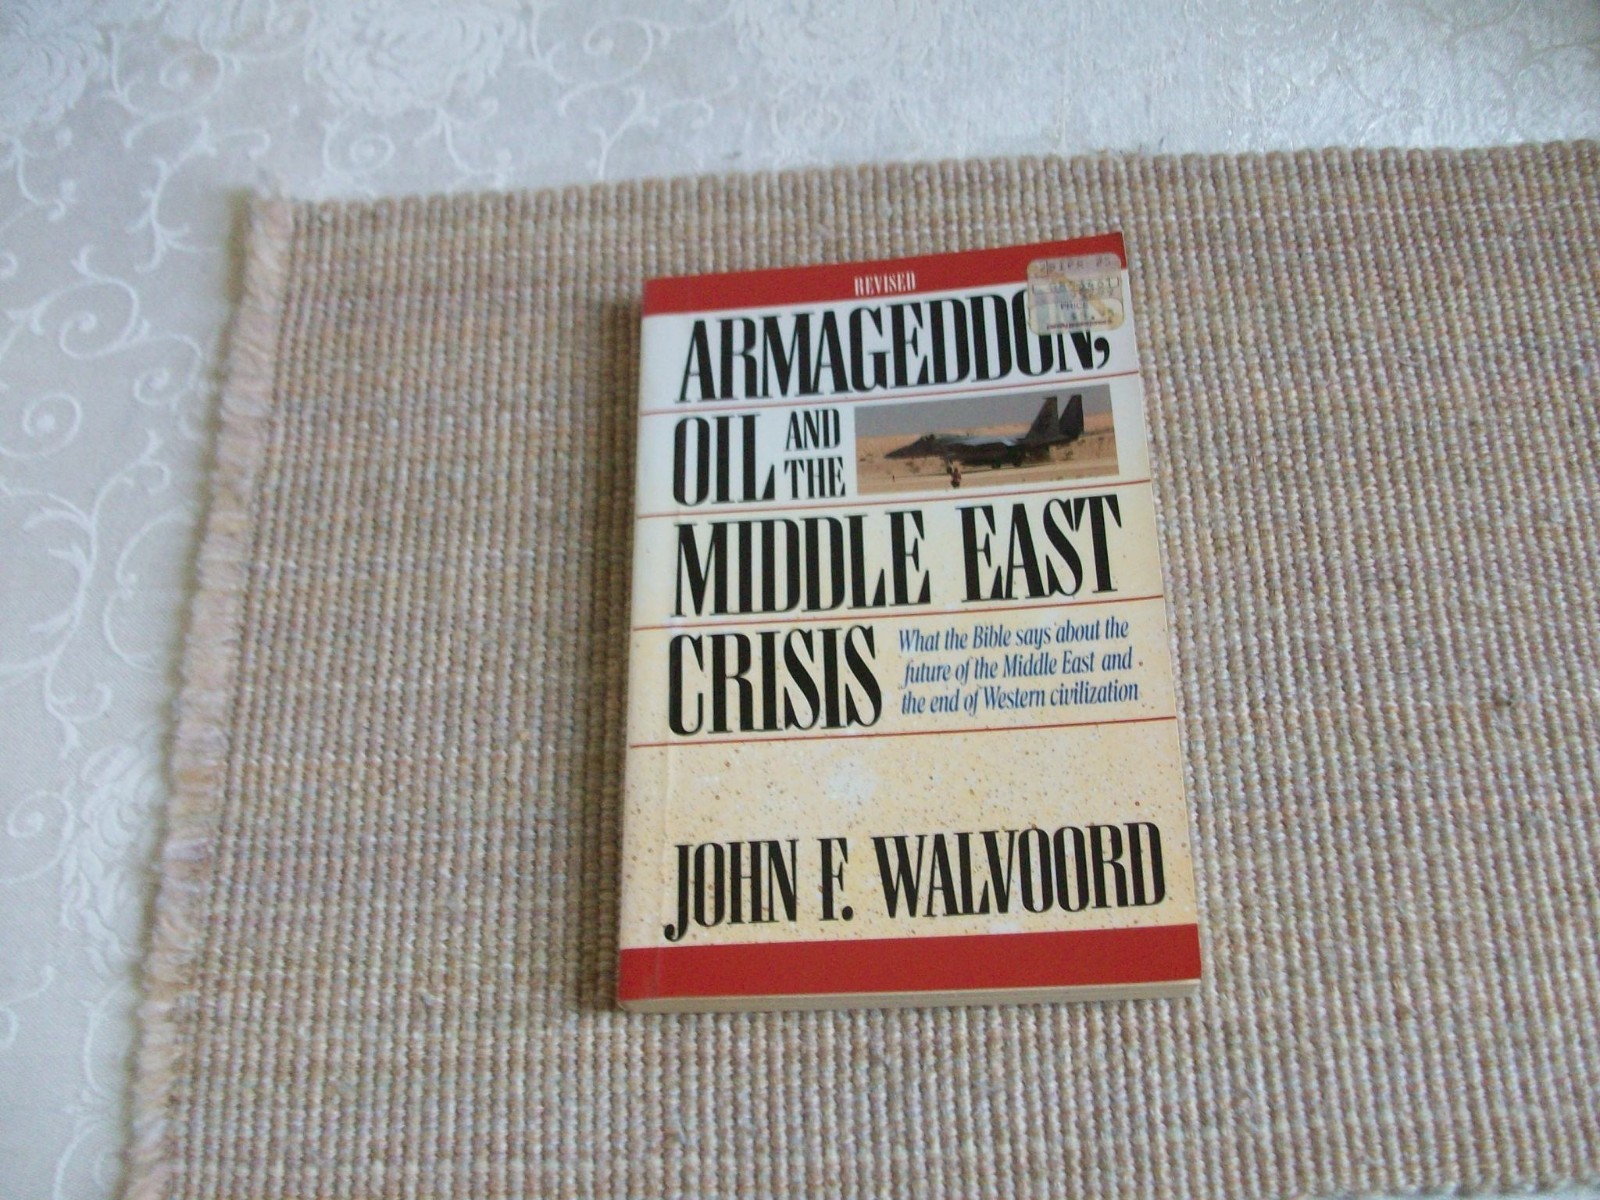 REVISED
ARMAGEDDON,
OIL AND
THE
MIDDLE EAST
CRISIS
What the Bible says about the
future of the Middle East and
the end of Western civilization
JOHN F. WALVOORD
PRICE